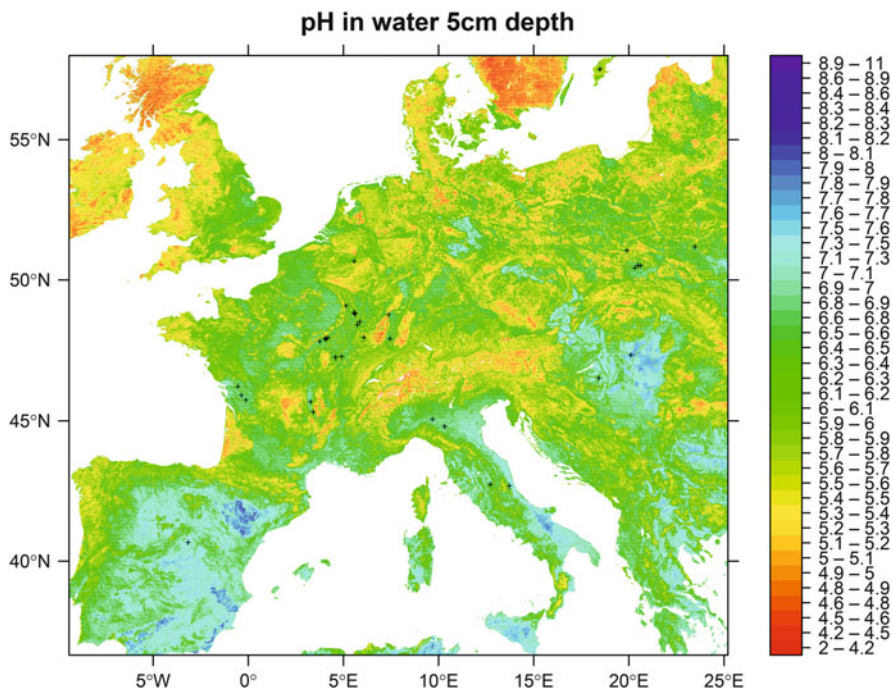 pH in water 5cm depth
55°N
50°N
45°N
40°N
5°W
0°
5°E
10°E
15°E
20°E
25°E
8.9 – 11
8.6 – 8.9
8.4 – 8.6
8.3 – 8.4
8.2 – 8.3
8.1 – 8.2
8 – 8.1
7.9 – 8
7.8 – 7.9
7.7 – 7.8
7.6 – 7.7
7.5 – 7.6
7.3 – 7.5
7.1 – 7.3
7 – 7.1
6.9 – 7
6.8 – 6.9
6.7 – 6.8
6.6 – 6.7
6.4 – 6.6
6.3 – 6.4
6.2 – 6.3
6.1 – 6.2
6 – 6.1
5.9 – 6
5.8 – 5.9
5.7 – 5.8
5.6 – 5.7
5.5 – 5.6
5.4 – 5.5
5.3 – 5.4
5.2 – 5.3
5.1 – 5.2
5 – 5.1
4.9 – 5
4.8 – 4.9
4.6 – 4.8
4.5 – 4.6
4.2 – 4.5
2 – 4.2